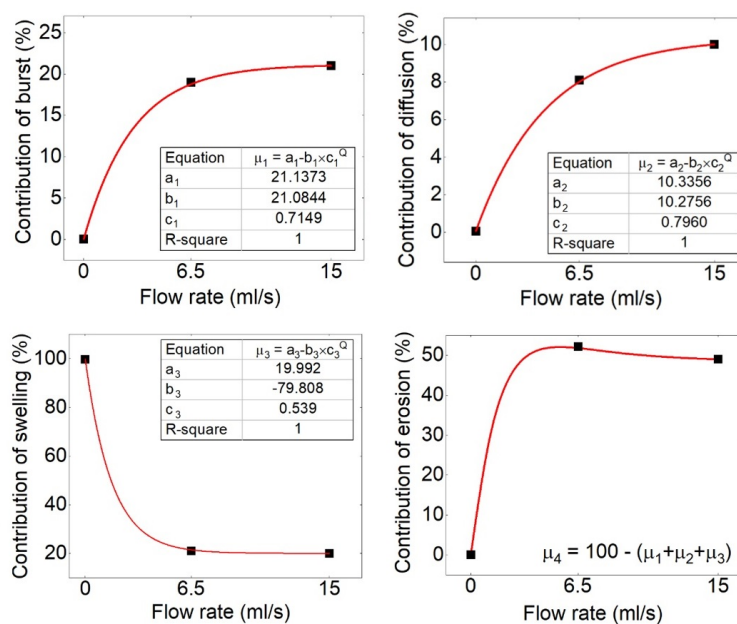 Contribution of burst (%)
25
20
15
10
5
0
Equation μ₁ = a₁-b₁×c₁^Q
a₁ 21.1373
b₁ 21.0844
c₁ 0.7149
R-square 1
0 6.5 15
Flow rate (ml/s)
Contribution of diffusion (%)
10
8
6
4
2
0
Equation μ₂ = a₂-b₂×c₂^Q
a₂ 10.3356
b₂ 10.2756
c₂ 0.7960
R-square 1
0 6.5 15
Flow rate (ml/s)
Contribution of swelling (%)
100
80
60
40
20
Equation μ₃ = a₃-b₃×c₃^Q
a₃ 19.992
b₃ -79.808
c₃ 0.539
R-square 1
0 6.5 15
Flow rate (ml/s)
Contribution of erosion (%)
50
40
30
20
10
0
μ₄ = 100 - (μ₁+μ₂+μ₃)
0 6.5 15
Flow rate (ml/s)